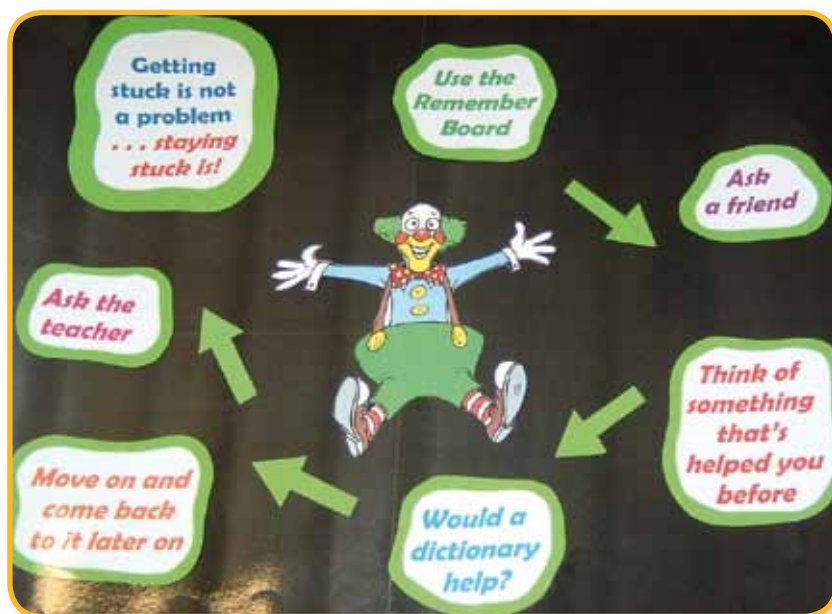 Getting
stuck is not
a problem
. . . staying
stuck is!
Use the
Remember
Board
Ask
a friend
Think of
something
that's
helped you
before
Would a
dictionary
help?
Move on and
come back
to it later on
Ask the
teacher